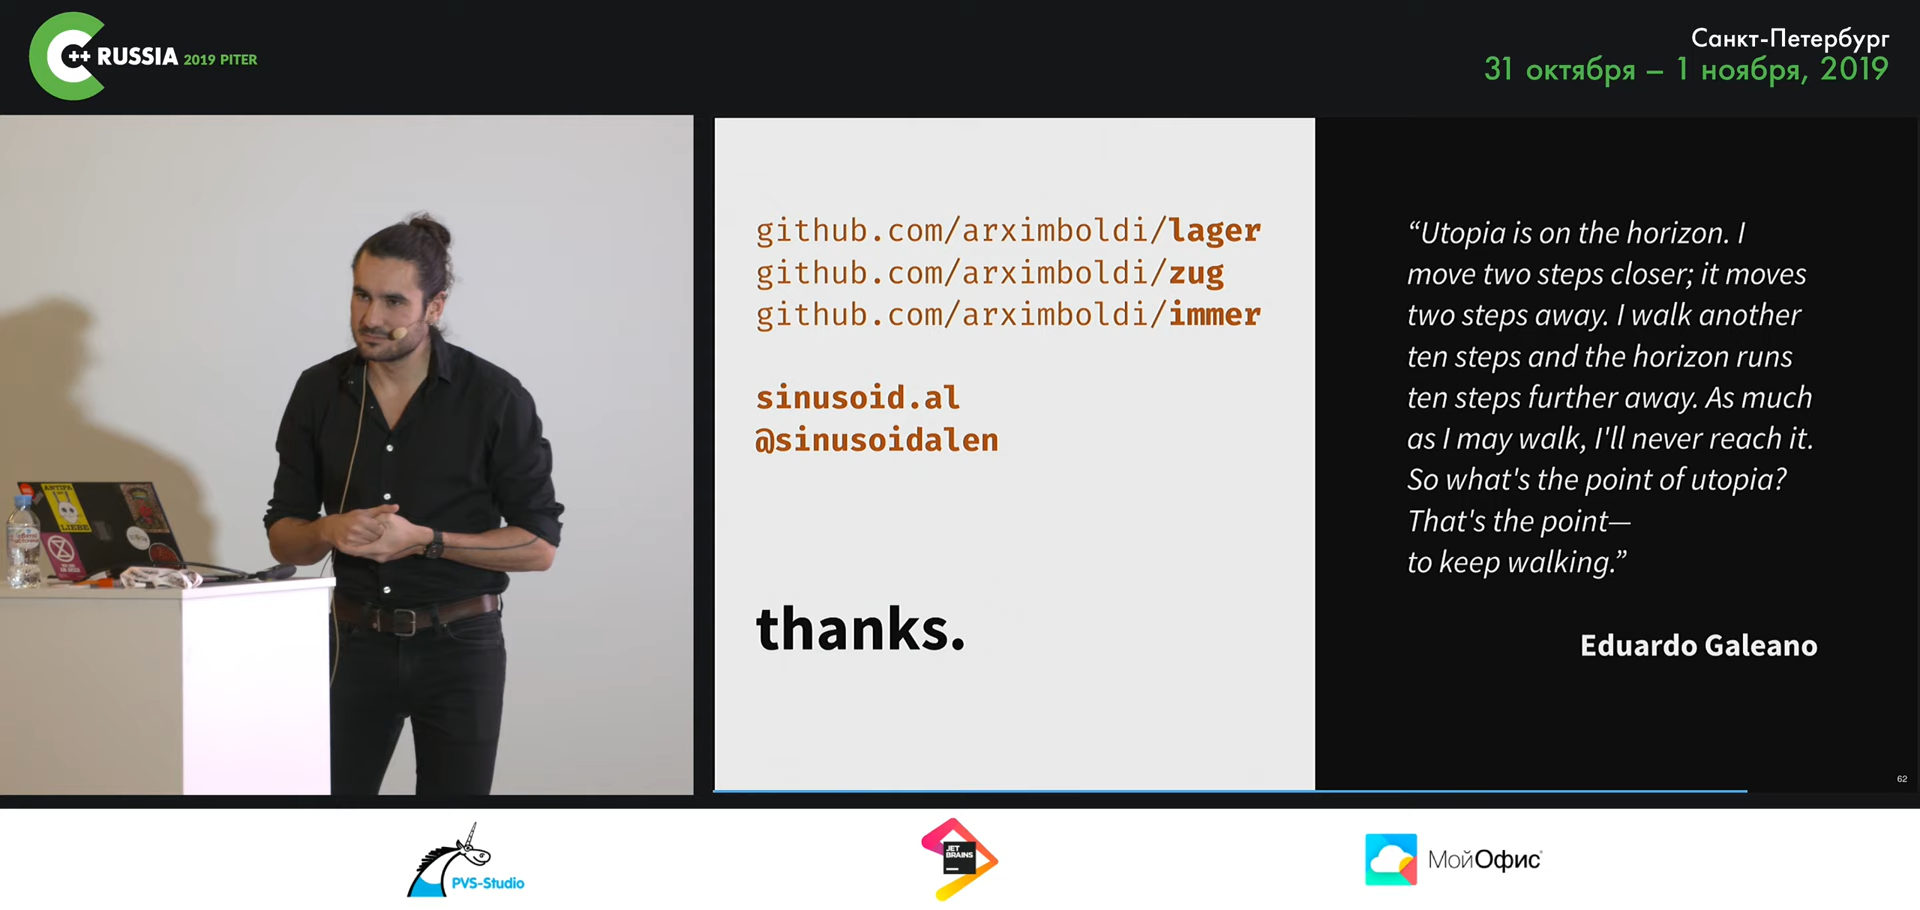 C++ RUSSIA 2019 PITER
Санкт-Петербург
31 октября – 1 ноября, 2019
ANTIFA
LIEBE
github.com/arximboldi/lager
github.com/arximboldi/zug
github.com/arximboldi/immer
sinusoid.al
@sinusoidalen
thanks.
“Utopia is on the horizon. I
move two steps closer; it moves
two steps away. I walk another
ten steps and the horizon runs
ten steps further away. As much
as I may walk, I'll never reach it.
So what's the point of utopia?
That's the point—
to keep walking.”
Eduardo Galeano
62
PVS-Studio
JET
BRAINS
МойОфис